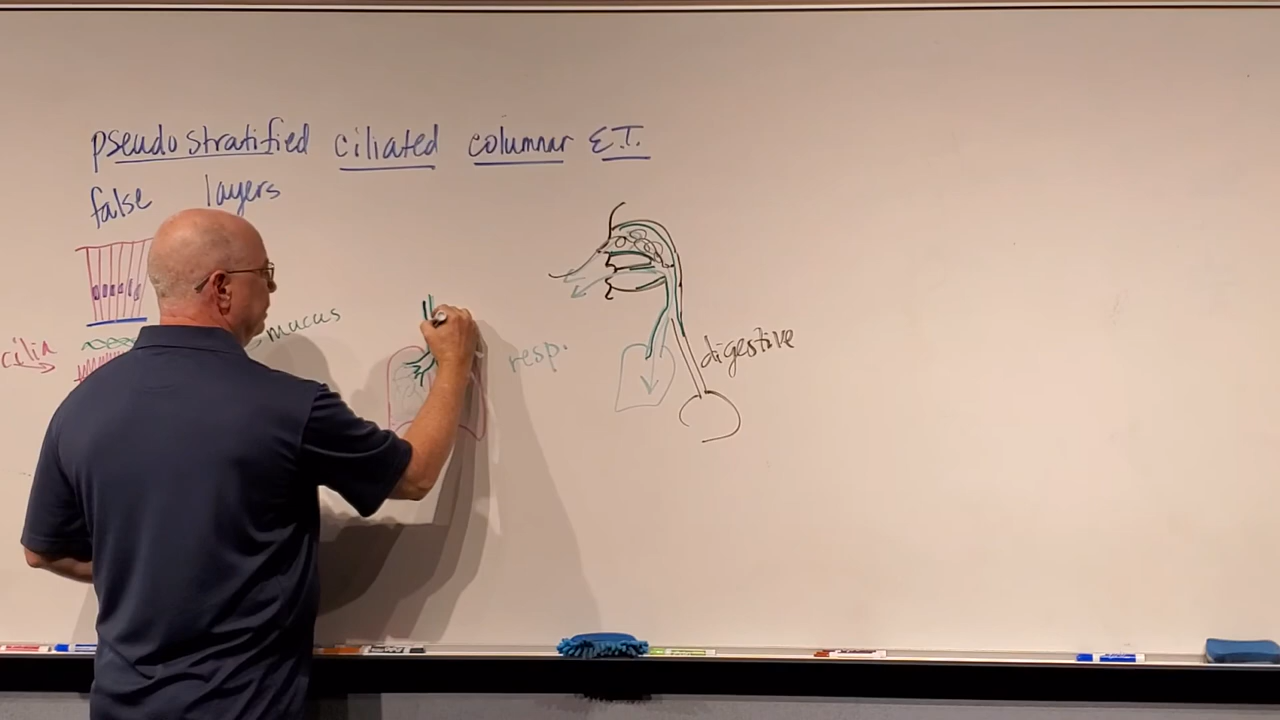 pseudostratified ciliated columnar E.T.
false layers
mucus
cilia
resp.
digestive